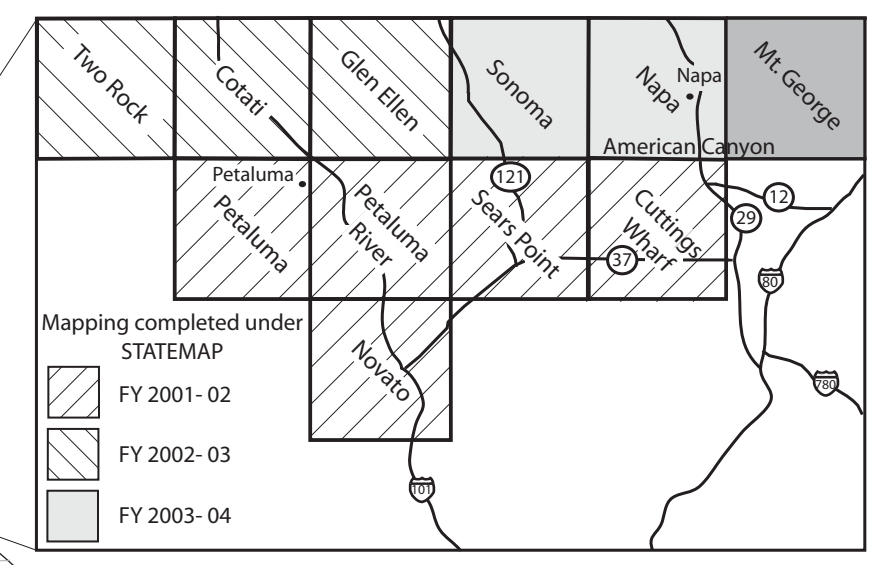 Two Rock
Cotati
Glen Ellen
Sonoma
Napa
Napa
Mt. George
American Canyon
Petaluma
Petaluma
Petaluma
River
121
Sears Point
Cuttings
Wharf
12
29
37
80
Mapping completed under
STATEMAP
Novato
780
FY 2001- 02
FY 2002- 03
101
FY 2003- 04